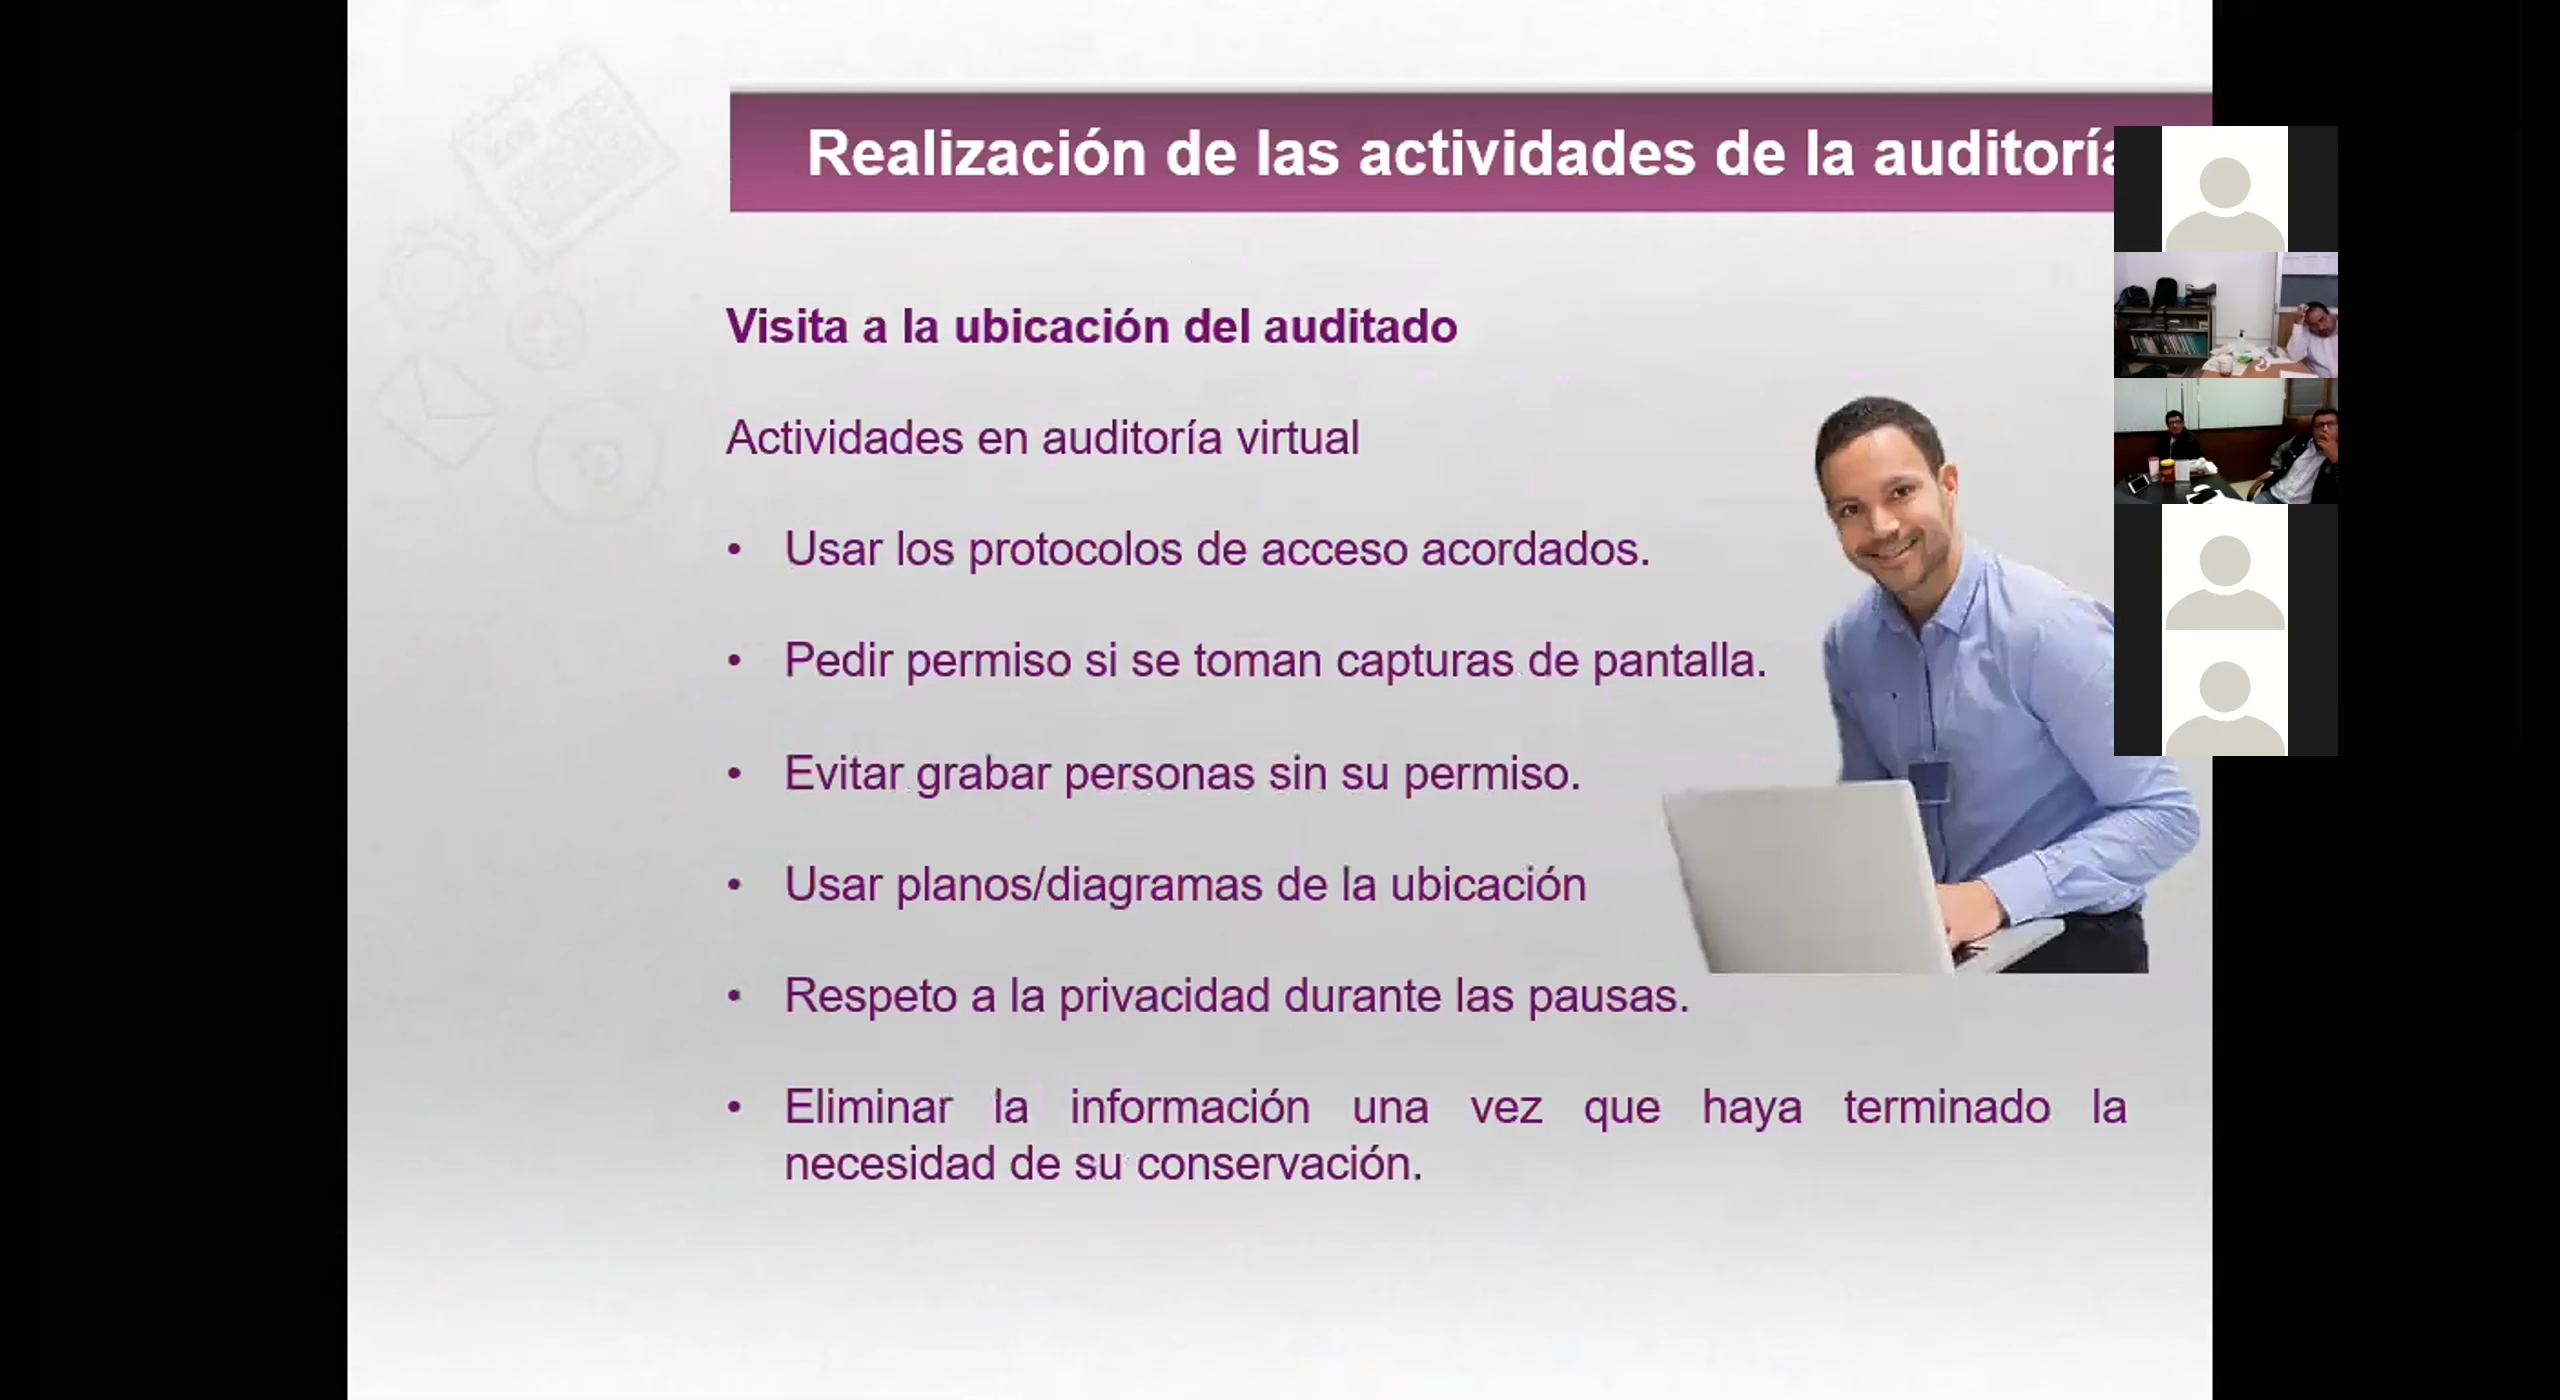 Realización de las actividades de la auditoría
Visita a la ubicación del auditado
Actividades en auditoría virtual
• Usar los protocolos de acceso acordados.
• Pedir permiso si se toman capturas de pantalla.
• Evitar grabar personas sin su permiso.
• Usar planos/diagramas de la ubicación
• Respeto a la privacidad durante las pausas.
• Eliminar la información una vez que haya terminado la
necesidad de su conservación.